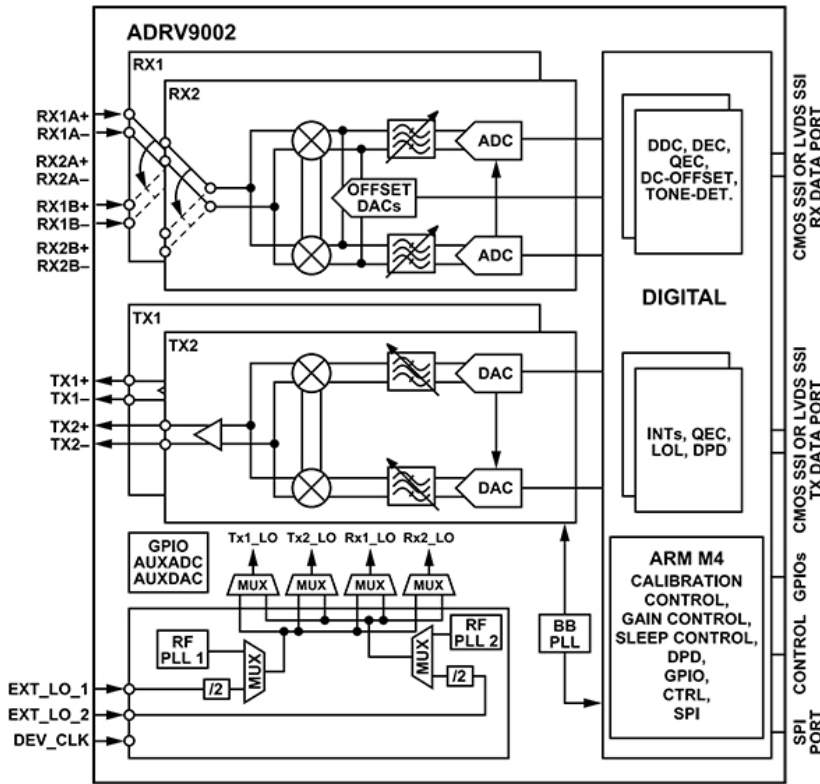 ADRV9002
RX1
RX2
RX1A+
RX1A–
RX2A+
RX2A–
RX1B+
RX1B–
RX2B+
RX2B–
ADC
OFFSET
DACs
ADC
DDC, DEC,
QEC,
DC-OFFSET,
TONE-DET.
CMOS SSI OR LVDS SSI
RX DATA PORT
DIGITAL
TX1
TX2
TX1+
TX1–
TX2+
TX2–
DAC
DAC
INTs, QEC,
LOL, DPD
CMOS SSI OR LVDS SSI
TX DATA PORT
GPIO
AUXADC
AUXDAC
Tx1_LO
Tx2_LO
Rx1_LO
Rx2_LO
MUX
MUX
MUX
MUX
RF
PLL 1
MUX
/2
MUX
RF
PLL 2
/2
BB
PLL
ARM M4
CALIBRATION
CONTROL,
GAIN CONTROL,
SLEEP CONTROL,
DPD,
GPIO,
CTRL,
SPI
GPIOs
CONTROL
SPI
PORT
EXT_LO_1
EXT_LO_2
DEV_CLK